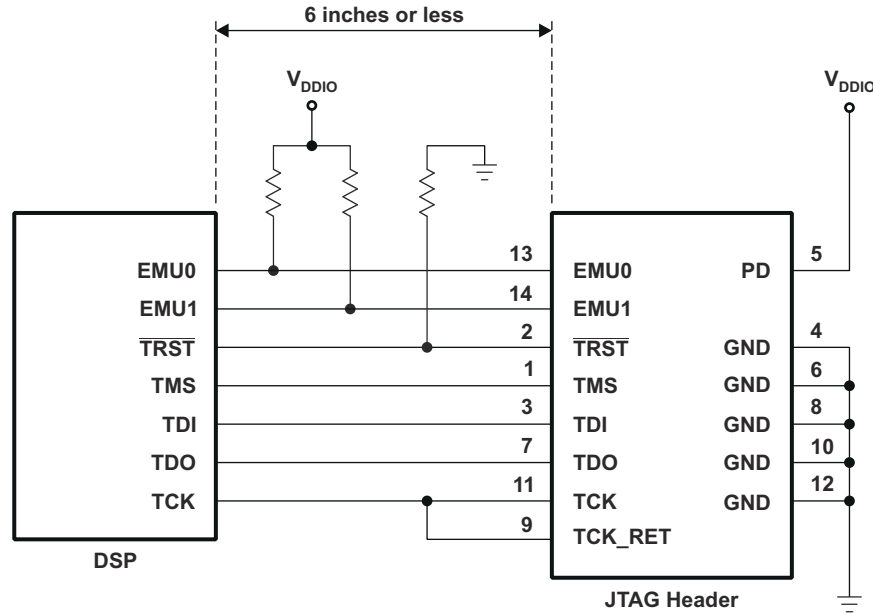 6 inches or less
VDDIO
VDDIO
13
EMU0
EMU0
PD
5
14
EMU1
EMU1
2
TRST
TRST
GND
4
1
TMS
TMS
GND
6
3
TDI
TDI
GND
8
7
TDO
TDO
GND
10
11
TCK
TCK
GND
12
9
TCK_RET
DSP
JTAG Header